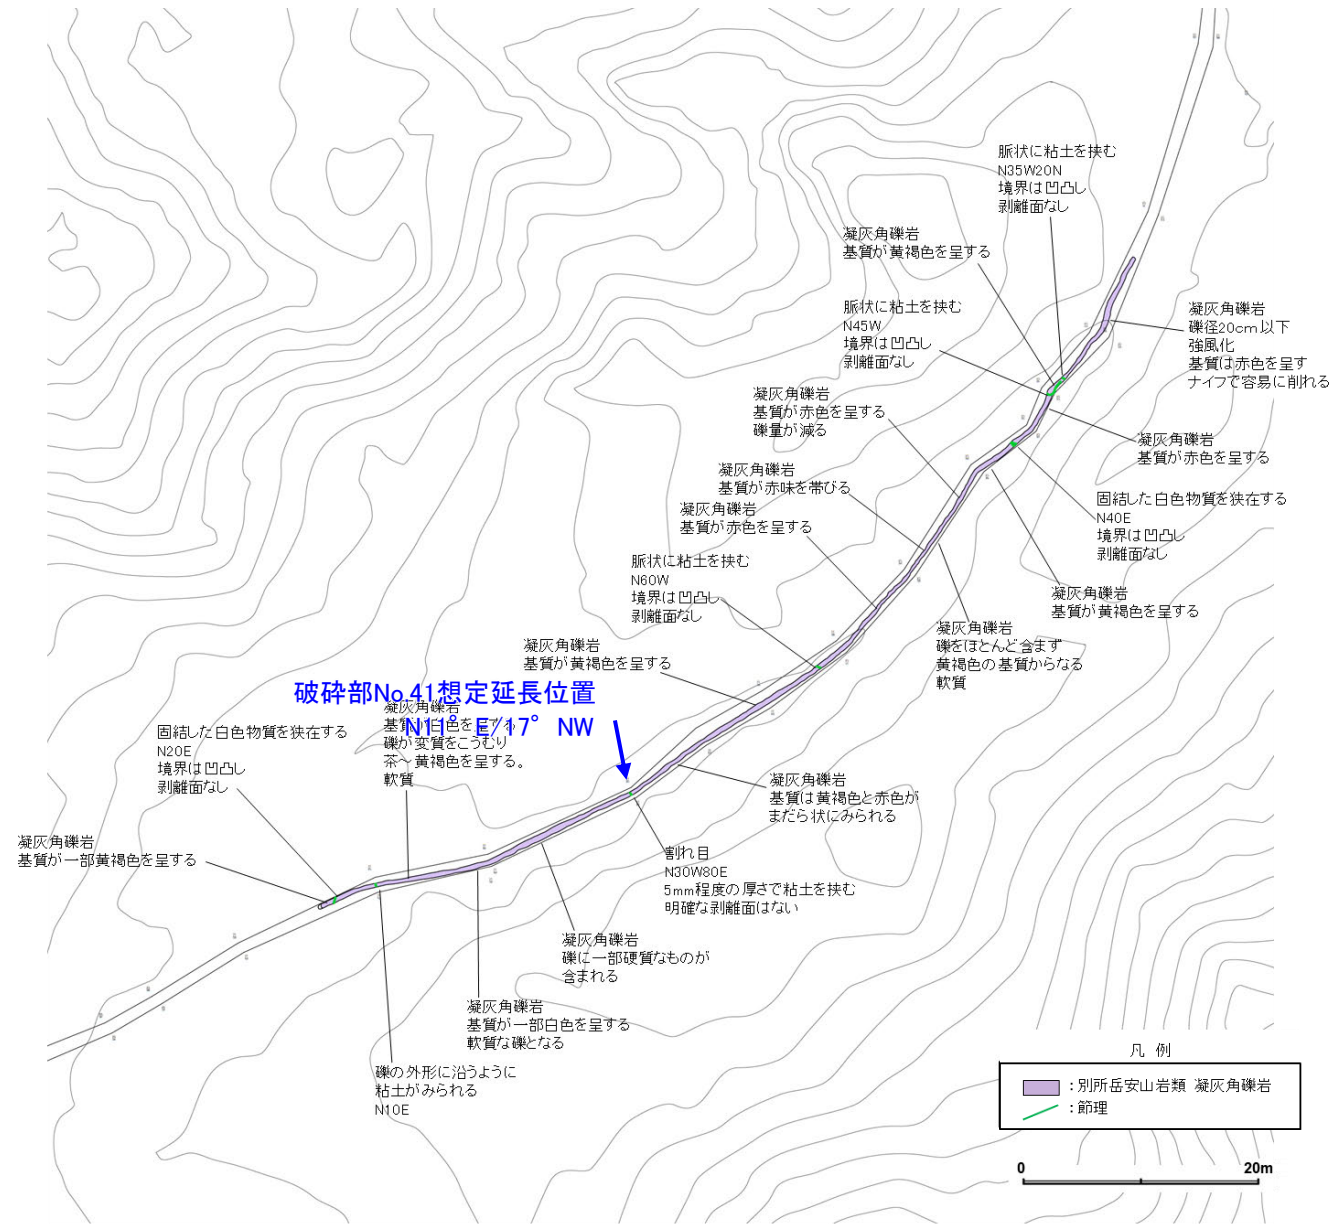 脈状に粘土を挟む
N35W20N
境界は凹凸し
剥離面なし
凝灰角礫岩
基質が黄褐色を呈する
脈状に粘土を挟む
N45W
境界は凹凸し
剥離面なし
凝灰角礫岩
礫径20cm以下
強風化
基質は赤色を呈す
ナイフで容易に削れる
凝灰角礫岩
基質が赤色を呈する
礫量が減る
凝灰角礫岩
基質が赤色を呈する
凝灰角礫岩
基質が赤味を帯びる
固結した白色物質を狭在する
N40E
境界は凹凸し
剥離面なし
凝灰角礫岩
基質が赤色を呈する
脈状に粘土を挟む
N60W
境界は凹凸し
剥離面なし
凝灰角礫岩
基質が黄褐色を呈する
凝灰角礫岩
礫をほとんど含まず
黄褐色の基質からなる
軟質
凝灰角礫岩
基質が黄褐色を呈する
破砕部No.41想定延長位置
N11°E/17°NW
凝灰角礫岩
基質が白色を呈する
礫が変質をこうむり
茶～黄褐色を呈する。
軟質
固結した白色物質を狭在する
N20E
境界は凹凸し
剥離面なし
凝灰角礫岩
基質は黄褐色と赤色が
まだら状にみられる
凝灰角礫岩
基質が一部黄褐色を呈する
割れ目
N30W80E
5mm程度の厚さで粘土を挟む
明確な剥離面はない
凝灰角礫岩
礫に一部硬質なものが
含まれる
凝灰角礫岩
基質が一部白色を呈する
軟質な礫となる
礫の外形に沿うように
粘土がみられる
N10E
凡 例
：別所岳安山岩類 凝灰角礫岩
：節理
0 20m